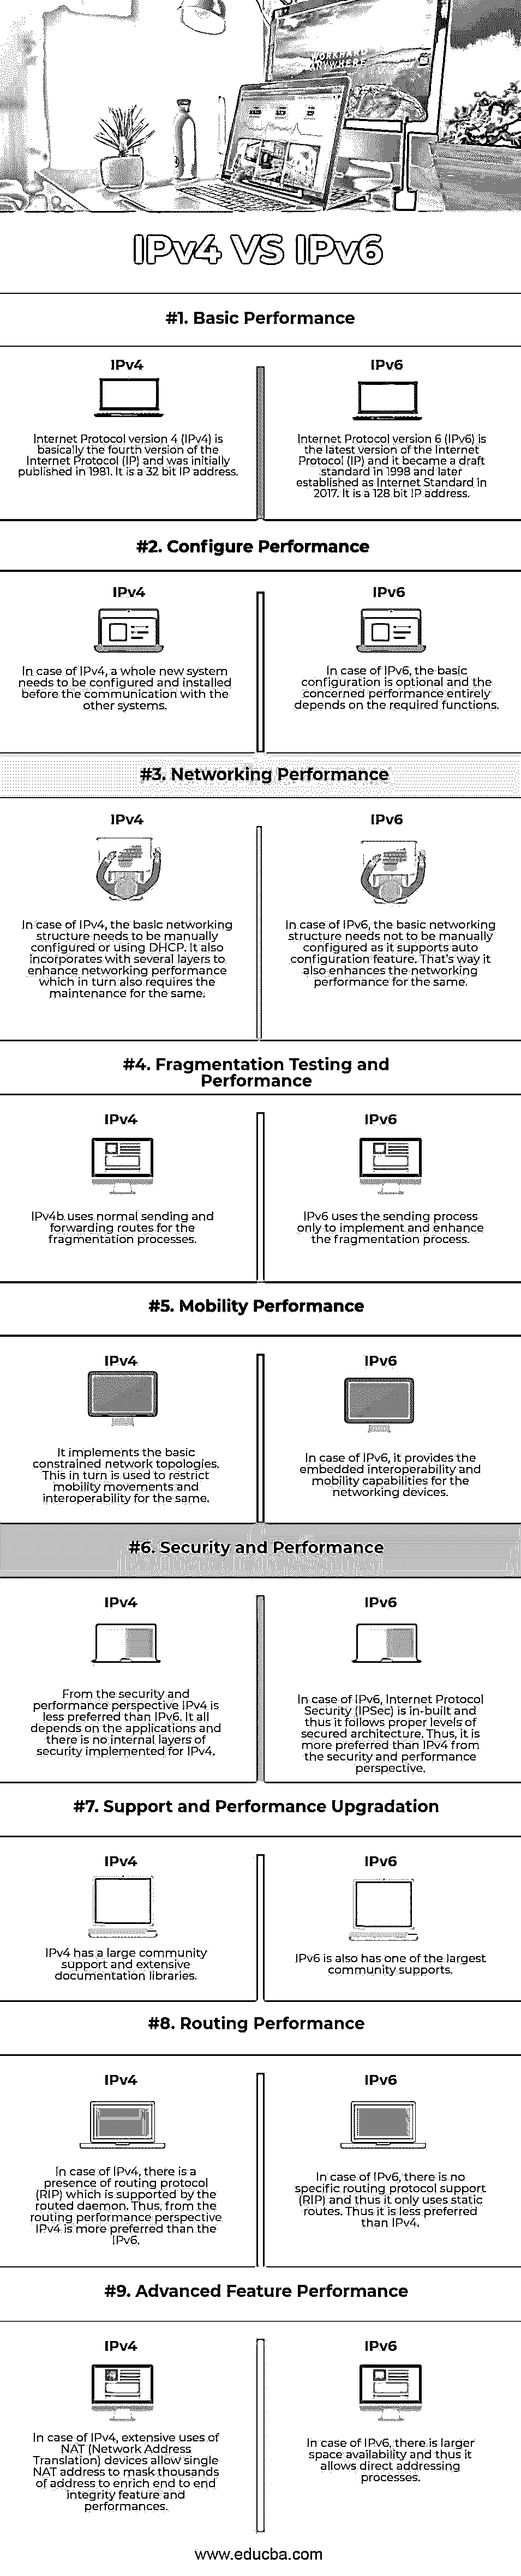 WORK HARD
ANYWHERE
IPv4 VS IPv6
#1. Basic Performance
IPv4
Internet Protocol version 4 (IPv4) is
basically the fourth version of the
Internet Protocol (IP) and was initially
published in 1981. It is a 32 bit IP address.
IPv6
Internet Protocol version 6 (IPv6) is
the latest version of the Internet
Protocol (IP) and it became a draft
standard in 1998 and later
established as Internet Standard in
2017. It is a 128 bit IP address.
#2. Configure Performance
IPv4
In case of IPv4, a whole new system
needs to be configured and installed
before the communication with the
other systems.
IPv6
In case of IPv6, the basic
configuration is optional and the
concerned performance entirely
depends on the required functions.
#3. Networking Performance
IPv4
In case of IPv4, the basic networking
structure needs to be manually
configured or using DHCP. It also
incorporates with several layers to
enhance networking performance
which in turn also requires the
maintenance for the same.
IPv6
In case of IPv6, the basic networking
structure needs not to be manually
configured as it supports auto
configuration feature. That's way it
also enhances the networking
performance for the same.
#4. Fragmentation Testing and
Performance
IPv4
IPv4b uses normal sending and
forwarding routes for the
fragmentation processes.
IPv6
IPv6 uses the sending process
only to implement and enhance
the fragmentation process.
#5. Mobility Performance
IPv4
It implements the basic
constrained network topologies.
This in turn is used to restrict
mobility movements and
interoperability for the same.
IPv6
In case of IPv6, it provides the
embedded interoperability and
mobility capabilities for the
networking devices.
#6. Security and Performance
IPv4
From the security and
performance perspective IPv4 is
less preferred than IPv6. It all
depends on the applications and
there is no internal layers of
security implemented for IPv4.
IPv6
In case of IPv6, Internet Protocol
Security (IPSec) is in-built and
thus it follows proper levels of
secured architecture. Thus, it is
more preferred than IPv4 from
the security and performance
perspective.
#7. Support and Performance Upgradation
IPv4
IPv4 has a large community
support and extensive
documentation libraries.
IPv6
IPv6 is also has one of the largest
community supports.
#8. Routing Performance
IPv4
In case of IPv4, there is a
presence of routing protocol
(RIP) which is supported by the
routed daemon. Thus, from the
routing performance perspective
IPv4 is more preferred than the
IPv6.
IPv6
In case of IPv6, there is no
specific routing protocol support
(RIP) and thus it only uses static
routes. Thus it is less preferred
than IPv4.
#9. Advanced Feature Performance
IPv4
In case of IPv4, extensive uses of
NAT (Network Address
Translation) devices allow single
NAT address to mask thousands
of address to enrich end to end
integrity feature and
performances.
IPv6
In case of IPv6, there is larger
space availability and thus it
allows direct addressing
processes.
www.educba.com